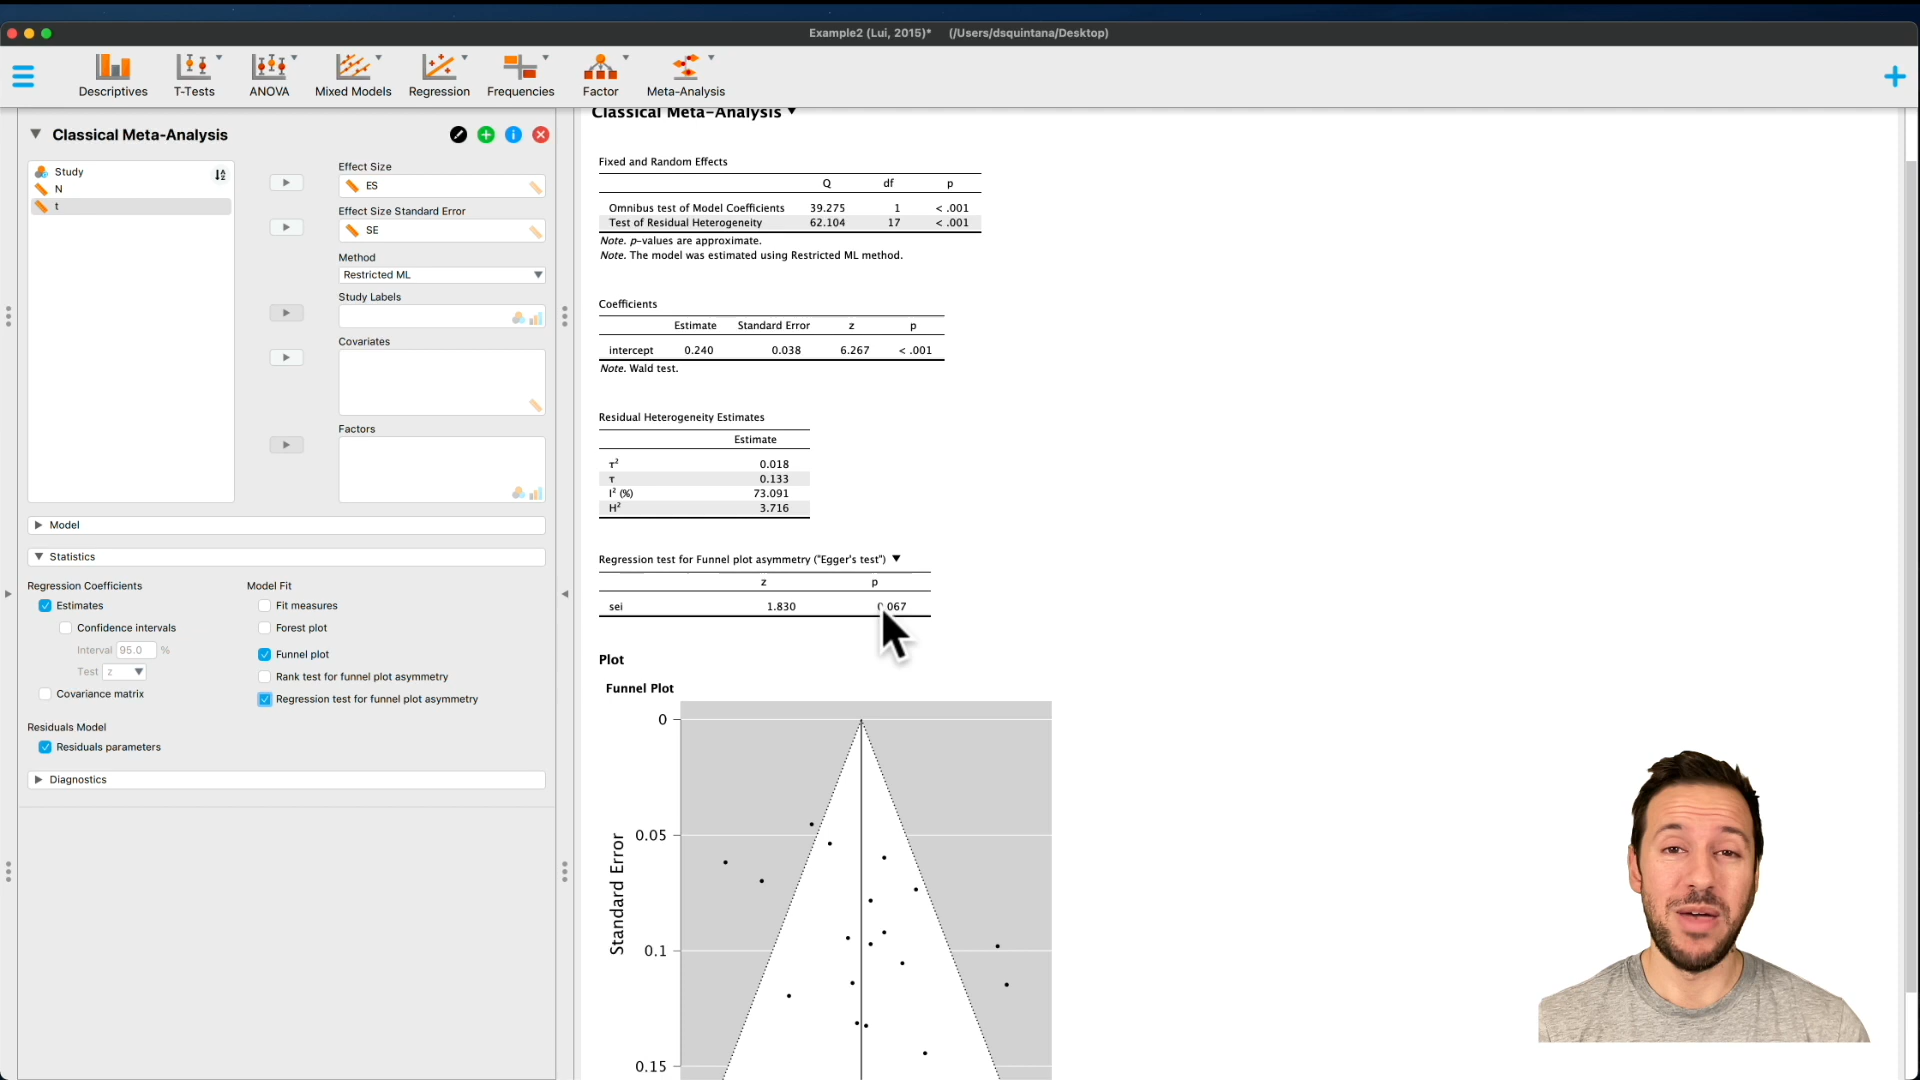 Example2 (Lui, 2015)* (/Users/dsquintana/Desktop)
Descriptives T-Tests ANOVA Mixed Models Regression Frequencies Factor Meta-Analysis
Classical Meta-Analysis
Study
N
t
Effect Size
ES
Effect Size Standard Error
SE
Method
Restricted ML
Study Labels
Covariates
Factors
Model
Statistics
Regression Coefficients
Estimates
Confidence intervals
Interval 95.0 %
Test z
Covariance matrix
Model Fit
Fit measures
Forest plot
Funnel plot
Rank test for funnel plot asymmetry
Regression test for funnel plot asymmetry
Residuals Model
Residuals parameters
Diagnostics
Classical Meta-Analysis
Fixed and Random Effects
Q df p
Omnibus test of Model Coefficients 39.275 1 < .001
Test of Residual Heterogeneity 62.104 17 < .001
Note. p-values are approximate.
Note. The model was estimated using Restricted ML method.
Coefficients
Estimate Standard Error z p
intercept 0.240 0.038 6.267 < .001
Note. Wald test.
Residual Heterogeneity Estimates
Estimate
τ² 0.018
τ 0.133
I² (%) 73.091
H² 3.716
Regression test for Funnel plot asymmetry ("Egger's test")
z p
sei 1.830 0.067
Plot
Funnel Plot
0
0.05
0.1
0.15
Standard Error